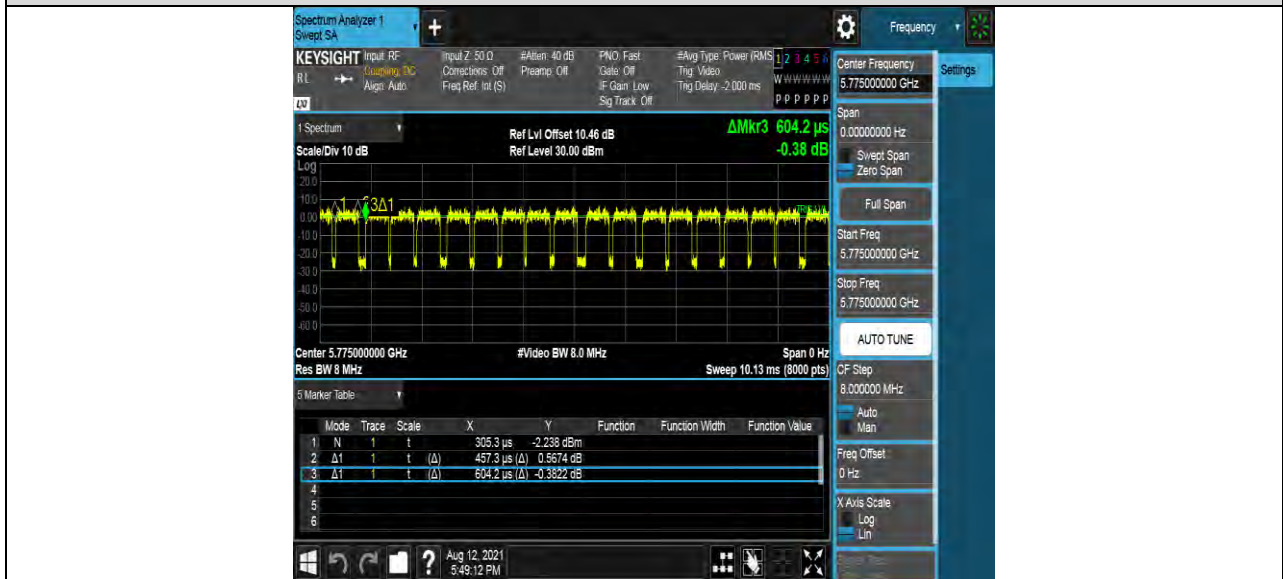 Spectrum Analyzer 1
Swept SA
+
Frequency
KEYSIGHT
RL
LXI
Input: RF
Coupling: DC
Align: Auto
Input Z: 50 Ω
Corrections: Off
Freq Ref: Int (S)
#Atten: 40 dB
Preamp: Off
PNO: Fast
Gate: Off
IF Gain: Low
Sig Track: Off
#Avg Type: Power (RMS
Trig: Video
Trig Delay: -2.000 ms
1 2 3 4 5 6
W W W W W W
P P P P P P
Center Frequency
5.775000000 GHz
Settings
Span
0.00000000 Hz
Swept Span
Zero Span
Full Span
Start Freq
5.775000000 GHz
Stop Freq
5.775000000 GHz
AUTO TUNE
CF Step
8.000000 MHz
Auto
Man
Freq Offset
0 Hz
X Axis Scale
Log
Lin
1 Spectrum
Scale/Div 10 dB
Ref Lvl Offset 10.46 dB
Ref Level 30.00 dBm
ΔMkr3 604.2 µs
-0.38 dB
Log
20.0
10.0
0.00
-10.0
-20.0
-30.0
-40.0
-50.0
-60.0
1
3Δ1
Center 5.775000000 GHz
Res BW 8 MHz
#Video BW 8.0 MHz
Span 0 Hz
Sweep 10.13 ms (8000 pts)
5 Marker Table
Mode Trace Scale X Y Function Function Width Function Value
1 N 1 t 305.3 µs -2.238 dBm
2 Δ1 1 t (Δ) 457.3 µs (Δ) 0.5674 dB
3 Δ1 1 t (Δ) 604.2 µs (Δ) -0.3822 dB
4
5
6
?
Aug 12, 2021
5:49:12 PM